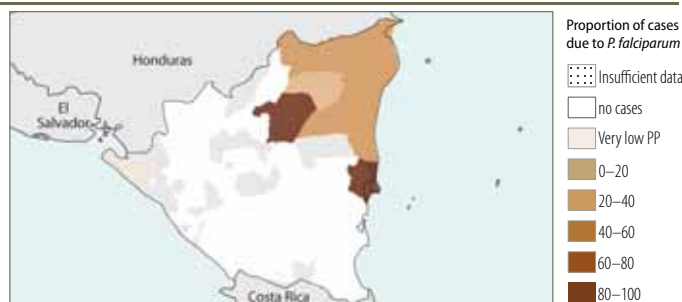 Proportion of cases
due to P. falciparum
Honduras
El
Salvador
Costa Rica
Insufficient data
no cases
Very low PP
0–20
20–40
40–60
60–80
80–100